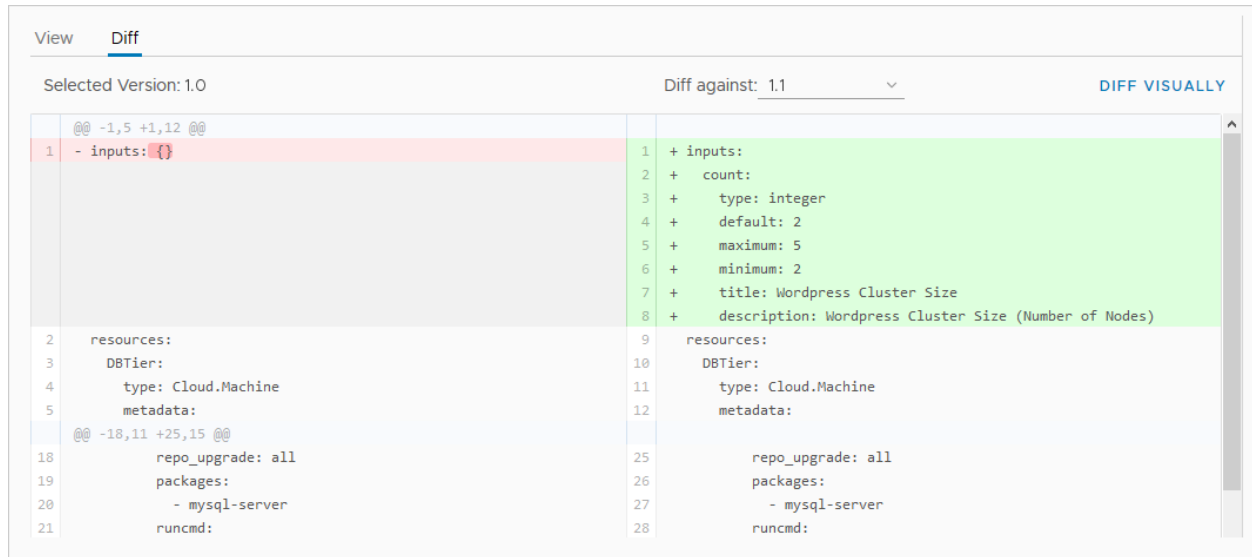 View Diff
Selected Version: 1.0 Diff against: 1.1 DIFF VISUALLY
@@ -1,5 +1,12 @@
1 - inputs: {} 1 + inputs:
2 + count:
3 + type: integer
4 + default: 2
5 + maximum: 5
6 + minimum: 2
7 + title: Wordpress Cluster Size
8 + description: Wordpress Cluster Size (Number of Nodes)
2 resources: 9 resources:
3 DBTier: 10 DBTier:
4 type: Cloud.Machine 11 type: Cloud.Machine
5 metadata: 12 metadata:
@@ -18,11 +25,15 @@
18 repo_upgrade: all 25 repo_upgrade: all
19 packages: 26 packages:
20 - mysql-server 27 - mysql-server
21 runcmd: 28 runcmd: